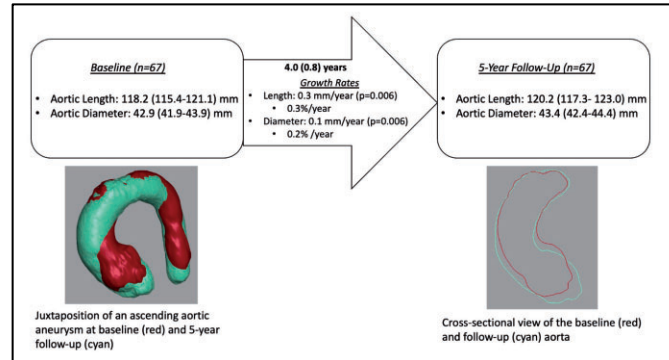 Baseline (n=67)
• Aortic Length: 118.2 (115.4-121.1) mm
• Aortic Diameter: 42.9 (41.9-43.9) mm
4.0 (0.8) years
Growth Rates
• Length: 0.3 mm/year (p=0.006)
• 0.3%/year
• Diameter: 0.1 mm/year (p=0.006)
• 0.2% /year
5-Year Follow-Up (n=67)
• Aortic Length: 120.2 (117.3- 123.0) mm
• Aortic Diameter: 43.4 (42.4-44.4) mm
Juxtaposition of an ascending aortic
aneurysm at baseline (red) and 5-year
follow-up (cyan)
Cross-sectional view of the baseline (red)
and follow-up (cyan) aorta